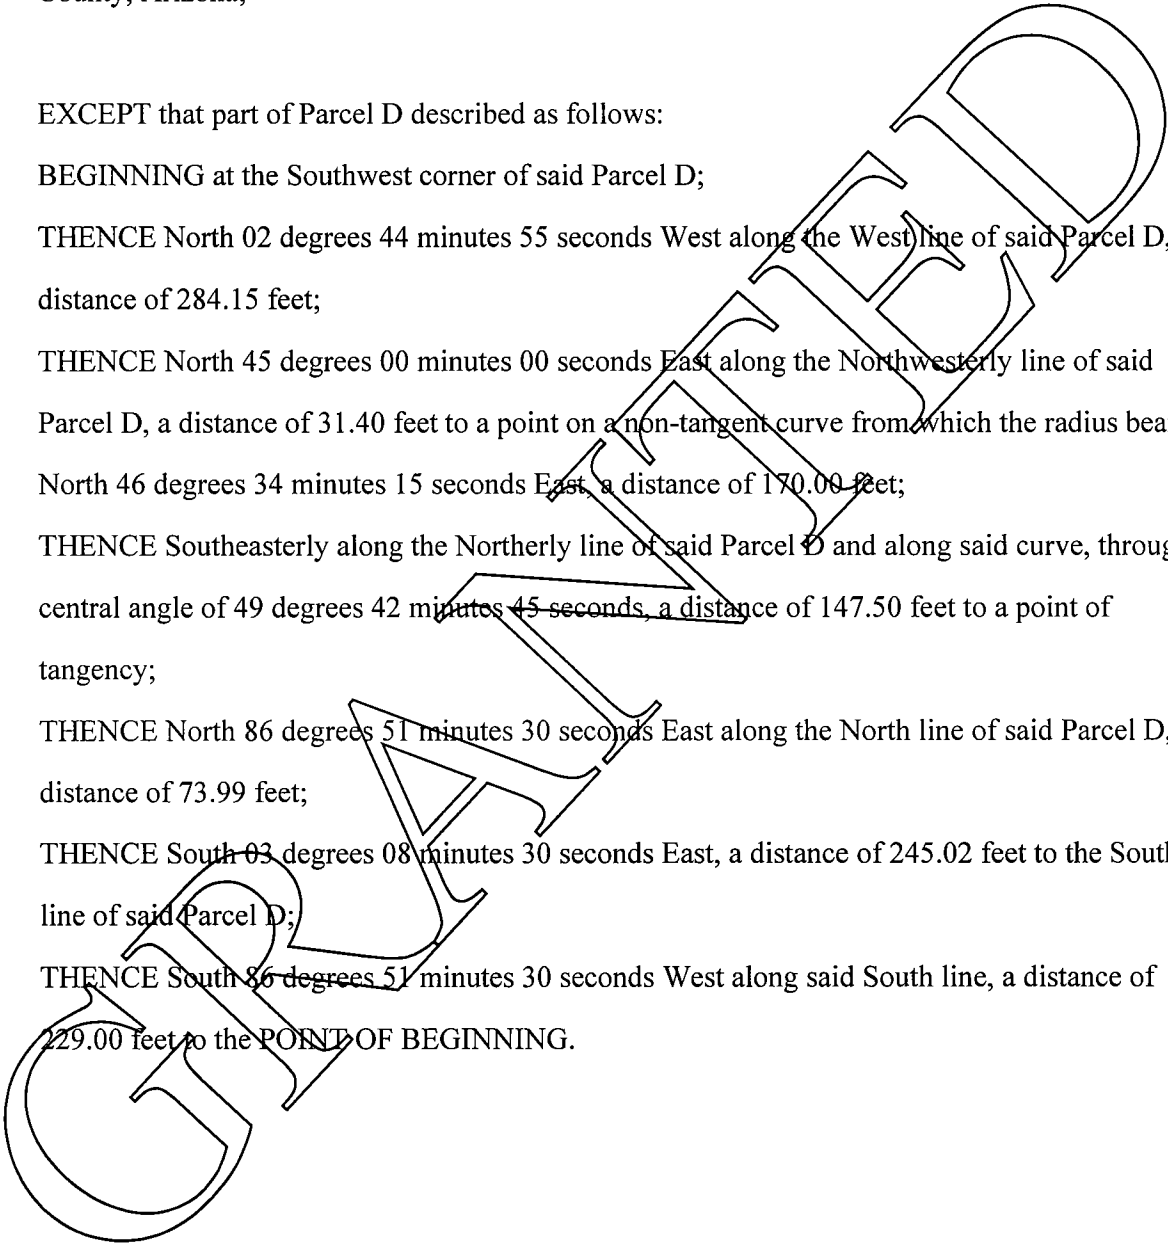 County, Arizona,
EXCEPT that part of Parcel D described as follows:
BEGINNING at the Southwest corner of said Parcel D;
THENCE North 02 degrees 44 minutes 55 seconds West along the West line of said Parcel D,
distance of 284.15 feet;
THENCE North 45 degrees 00 minutes 00 seconds East along the Northwesterly line of said
Parcel D, a distance of 31.40 feet to a point on a non-tangent curve from which the radius bea
North 46 degrees 34 minutes 15 seconds East, a distance of 170.00 feet;
THENCE Southeasterly along the Northerly line of said Parcel D and along said curve, throug
central angle of 49 degrees 42 minutes 45 seconds, a distance of 147.50 feet to a point of
tangency;
THENCE North 86 degrees 51 minutes 30 seconds East along the North line of said Parcel D,
distance of 73.99 feet;
THENCE South 03 degrees 08 minutes 30 seconds East, a distance of 245.02 feet to the South
line of said Parcel D;
THENCE South 86 degrees 51 minutes 30 seconds West along said South line, a distance of
229.00 feet to the POINT OF BEGINNING.
GRANTED